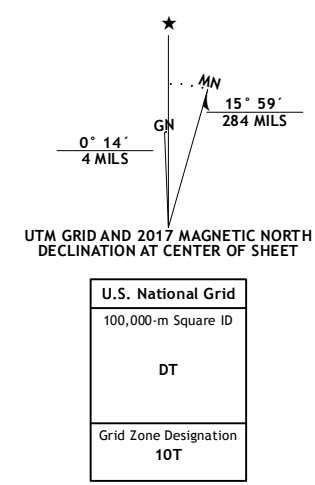 ★
MN
GN
15° 59´
284 MILS
0° 14´
4 MILS
UTM GRID AND 2017 MAGNETIC NORTH
DECLINATION AT CENTER OF SHEET
U.S. National Grid
100,000-m Square ID
DT
Grid Zone Designation
10T